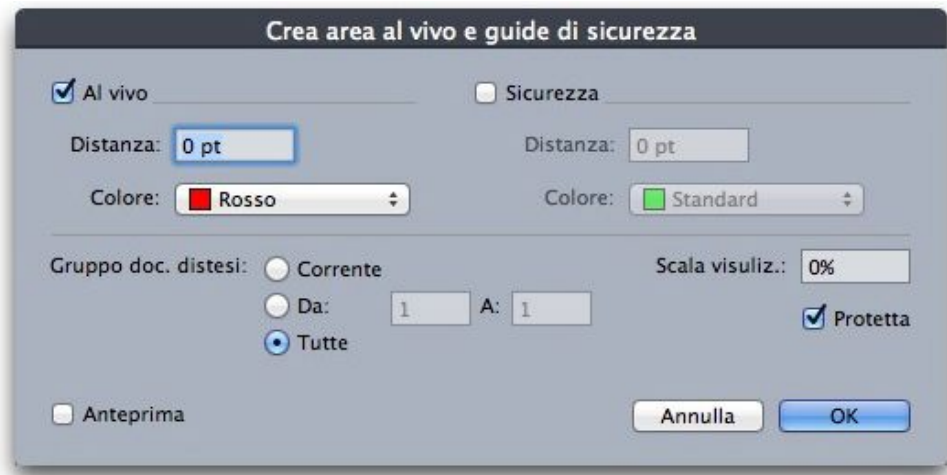 Crea area al vivo e guide di sicurezza
Al vivo
Sicurezza
Distanza: 0 pt
Distanza: 0 pt
Colore: Rosso
Colore: Standard
Gruppo doc. distesi:
Corrente
Scala visuliz.: 0%
Da: 1 A: 1
Protetta
Tutte
Anteprima
Annulla
OK